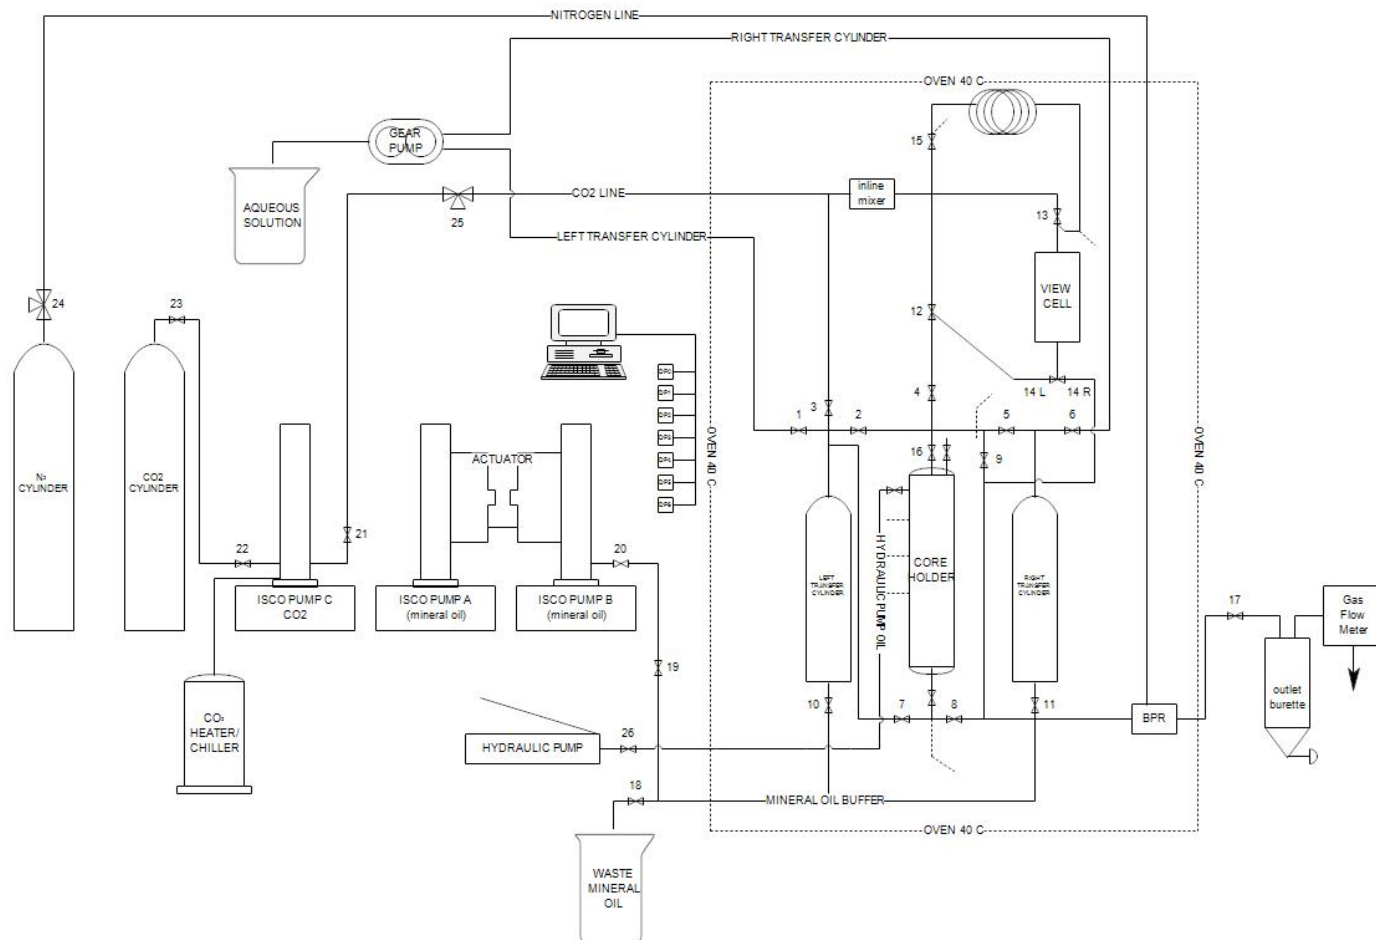 NITROGEN LINE
RIGHT TRANSFER CYLINDER
OVEN 40 C
GEAR
PUMP
15
inline
mixer
CO2 LINE
AQUEOUS
SOLUTION
25
13
LEFT TRANSFER CYLINDER
VIEW
CELL
24
23
12
DP0
DP1
DP2
DP3
DP4
DP5
DP6
14 L
14 R
4
3
1
2
5
6
OVEN 40 C
OVEN 40 C
16
9
ACTUATOR
N2
CYLINDER
CO2
CYLINDER
21
22
20
HYDRAULIC PUMP OIL
CORE
HOLDER
LEFT
TRANSFER
CYLINDER
RIGHT
TRANSFER
CYLINDER
ISCO PUMP C
CO2
ISCO PUMP A
(mineral oil)
ISCO PUMP B
(mineral oil)
17
Gas
Flow
Meter
19
10
7
8
11
BPR
outlet
burette
CO2
HEATER/
CHILLER
HYDRAULIC PUMP
26
18
MINERAL OIL BUFFER
OVEN 40 C
WASTE
MINERAL
OIL